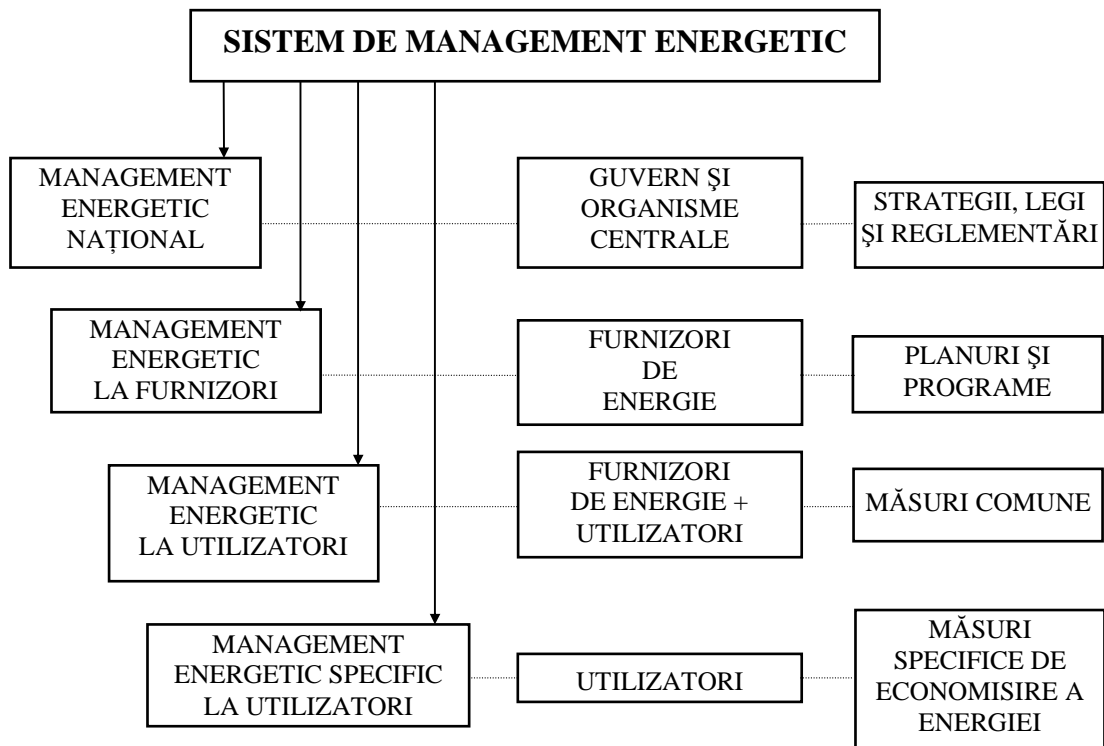 SISTEM DE MANAGEMENT ENERGETIC
MANAGEMENT
ENERGETIC
NAȚIONAL
GUVERN ŞI
ORGANISME
CENTRALE
STRATEGII, LEGI
ŞI REGLEMENTĂRI
MANAGEMENT
ENERGETIC
LA FURNIZORI
FURNIZORI
DE
ENERGIE
PLANURI ŞI
PROGRAME
MANAGEMENT
ENERGETIC
LA UTILIZATORI
FURNIZORI
DE ENERGIE +
UTILIZATORI
MĂSURI COMUNE
MANAGEMENT
ENERGETIC SPECIFIC
LA UTILIZATORI
UTILIZATORI
MĂSURI
SPECIFICE DE
ECONOMISIRE A
ENERGIEI